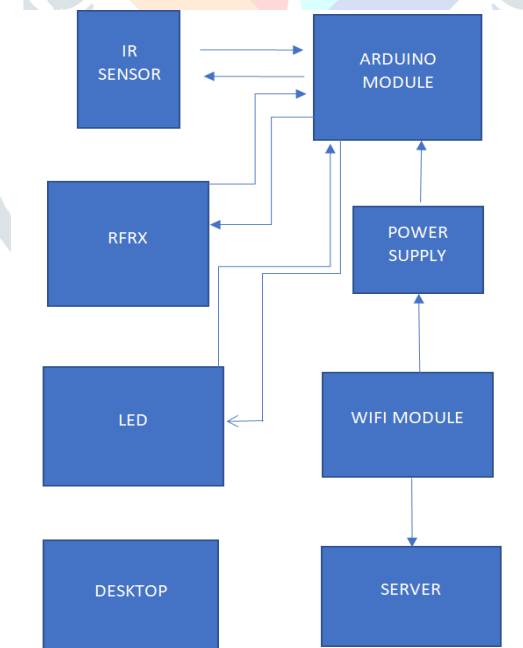 IR
SENSOR
ARDUINO
MODULE
RFRX
POWER
SUPPLY
LED
WIFI MODULE
DESKTOP
SERVER